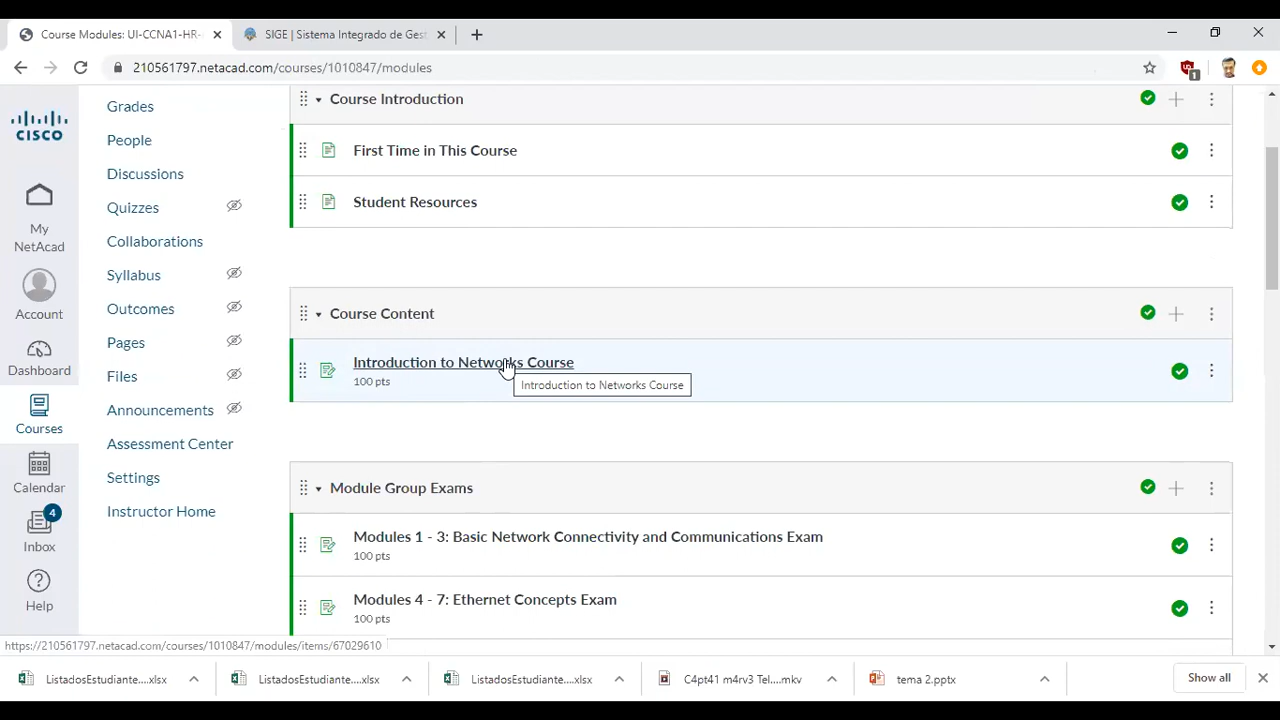 Course Modules: UI-CCNA1-HR-
SIGE | Sistema Integrado de Gest
210561797.netacad.com/courses/1010847/modules
1
CISCO
My NetAcad
Account
Dashboard
Courses
Calendar
4
Inbox
Help
Grades
People
Discussions
Quizzes
Collaborations
Syllabus
Outcomes
Pages
Files
Announcements
Assessment Center
Settings
Instructor Home
Course Introduction
First Time in This Course
Student Resources
Course Content
Introduction to Networks Course
100 pts
Introduction to Networks Course
Module Group Exams
Modules 1 - 3: Basic Network Connectivity and Communications Exam
100 pts
Modules 4 - 7: Ethernet Concepts Exam
100 pts
https://210561797.netacad.com/courses/1010847/modules/items/67029610
ListadosEstudiante....xlsx
ListadosEstudiante....xlsx
ListadosEstudiante....xlsx
C4pt41 m4rv3 Tel....mkv
tema 2.pptx
Show all